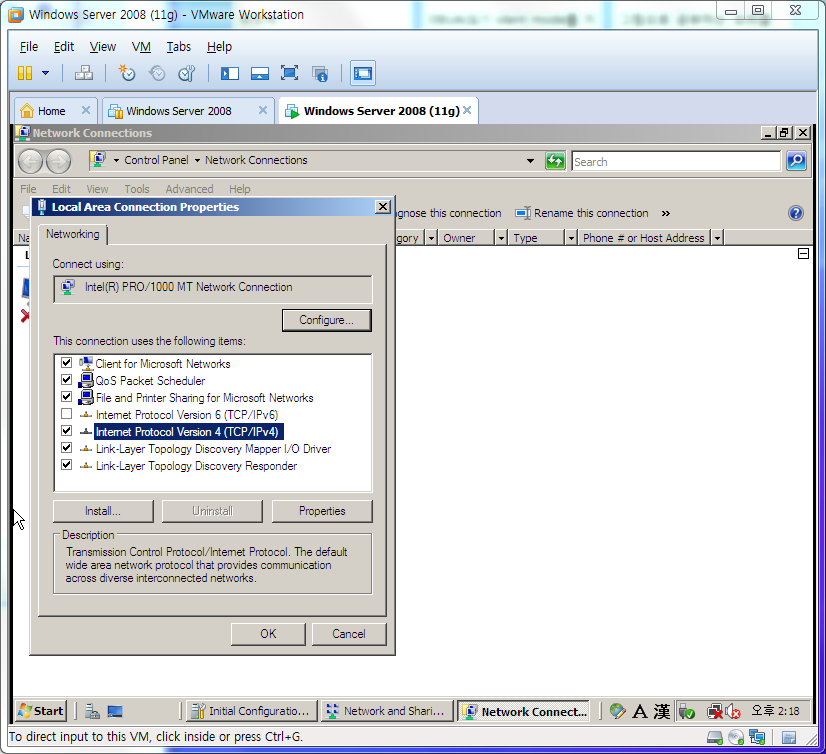 Windows Server 2008 (11g) - VMware Workstation
File Edit View VM Tabs Help
Home Windows Server 2008 Windows Server 2008 (11g)
Network Connections
Control Panel Network Connections Search
File Edit View Tools Advanced Help
gnose this connection Rename this connection »
Na gory Owner Type Phone # or Host Address
L
Local Area Connection Properties
Networking
Connect using:
Intel(R) PRO/1000 MT Network Connection
Configure...
This connection uses the following items:
Client for Microsoft Networks
QoS Packet Scheduler
File and Printer Sharing for Microsoft Networks
Internet Protocol Version 6 (TCP/IPv6)
Internet Protocol Version 4 (TCP/IPv4)
Link-Layer Topology Discovery Mapper I/O Driver
Link-Layer Topology Discovery Responder
Install... Uninstall Properties
Description
Transmission Control Protocol/Internet Protocol. The default
wide area network protocol that provides communication
across diverse interconnected networks.
OK Cancel
Start Initial Configuratio... Network and Shari... Network Connect... A 漢 오후 2:18
To direct input to this VM, click inside or press Ctrl+G.